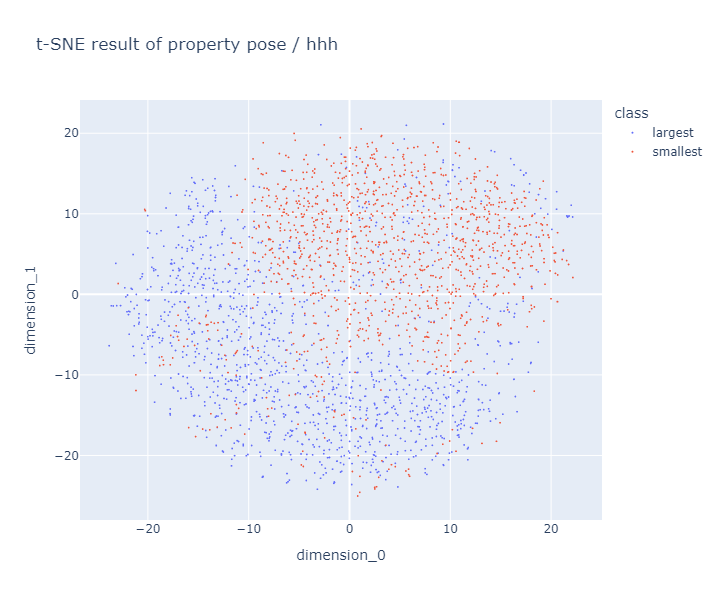 t-SNE result of property pose / hhh
class
largest
smallest
20
10
0
−10
−20
dimension_1
−20
−10
0
10
20
dimension_0